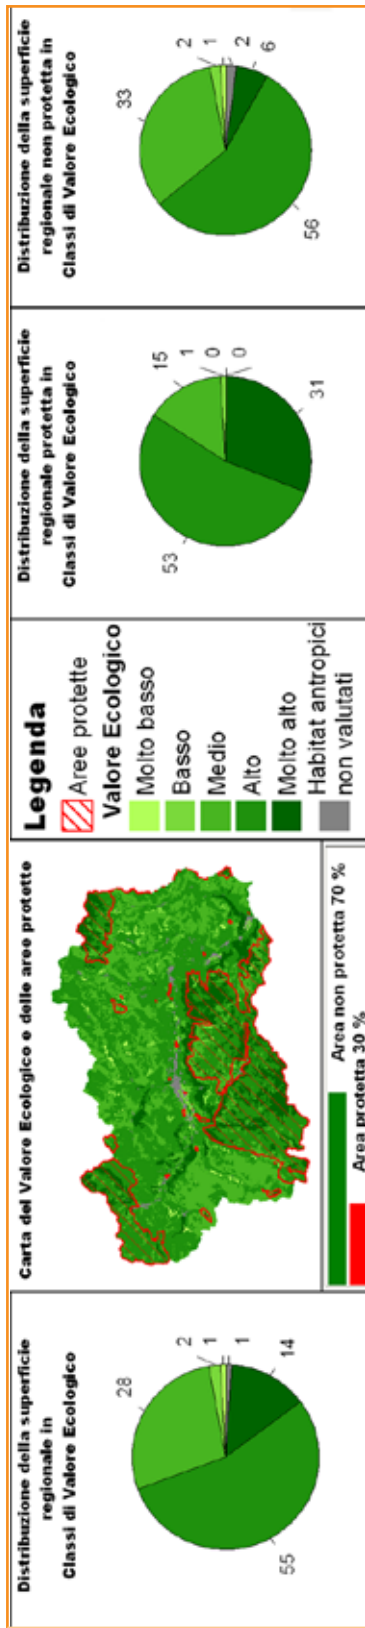 Distribuzione della superficie
regionale in
Classi di Valore Ecologico
28
2
1
1
14
55
Carta del Valore Ecologico e delle aree protette
Area non protetta 70 %
Area protetta 30 %
Legenda
Aree protette
Valore Ecologico
Molto basso
Basso
Medio
Alto
Molto alto
Habitat antropici
non valutati
Distribuzione della superficie
regionale protetta in
Classi di Valore Ecologico
15
1
0
0
31
53
Distribuzione della superficie
regionale non protetta in
Classi di Valore Ecologico
33
2
1
2
6
56